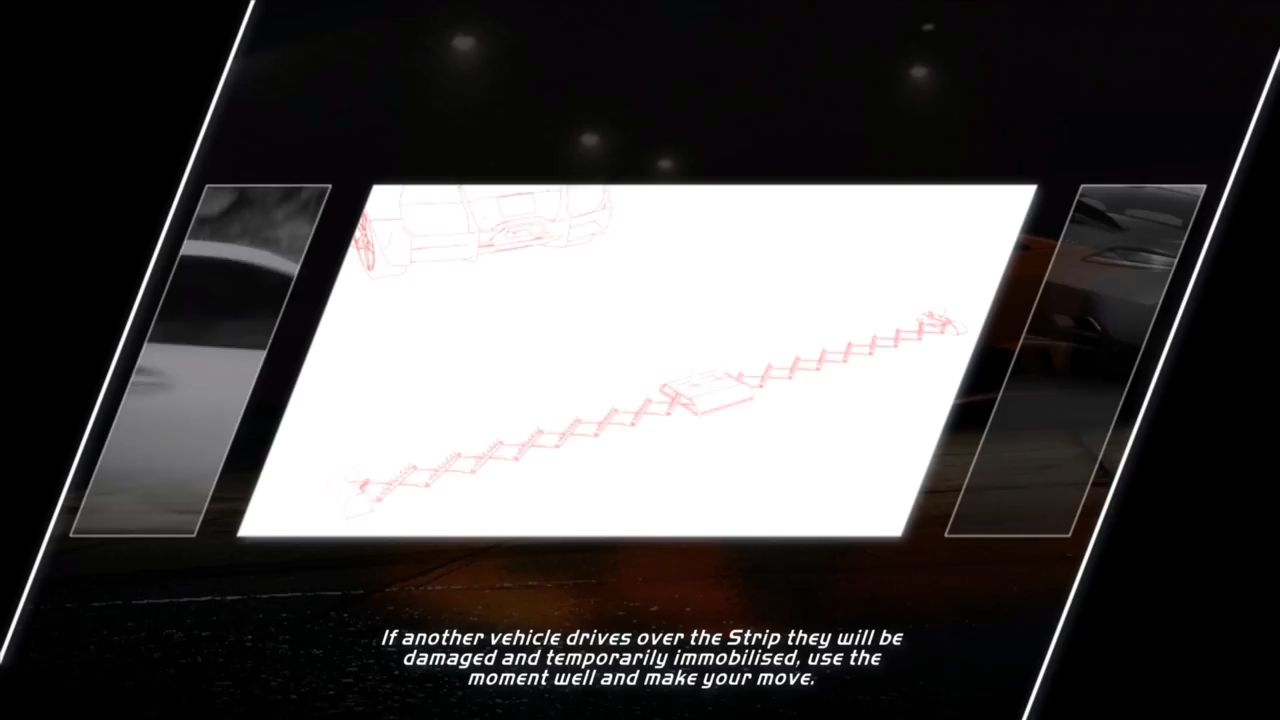 If another vehicle drives over the Strip they will be
damaged and temporarily immobilised, use the
moment well and make your move.